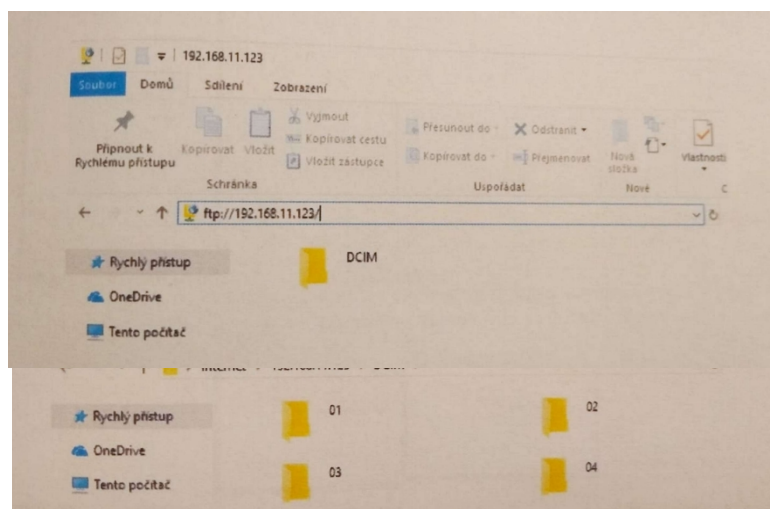 192.168.11.123
Soubor Domů Sdílení Zobrazení
Připnout k Rychlému přístupu
Kopírovat
Vložit
Vyjmout
Kopírovat cestu
Vložit zástupce
Schránka
Přesunout do
Kopírovat do
Odstranit
Přejmenovat
Uspořádat
Nová složka
Nové
Vlastnosti
ftp://192.168.11.123/
Rychlý přístup
OneDrive
Tento počítač
DCIM
Rychlý přístup
OneDrive
Tento počítač
01
02
03
04